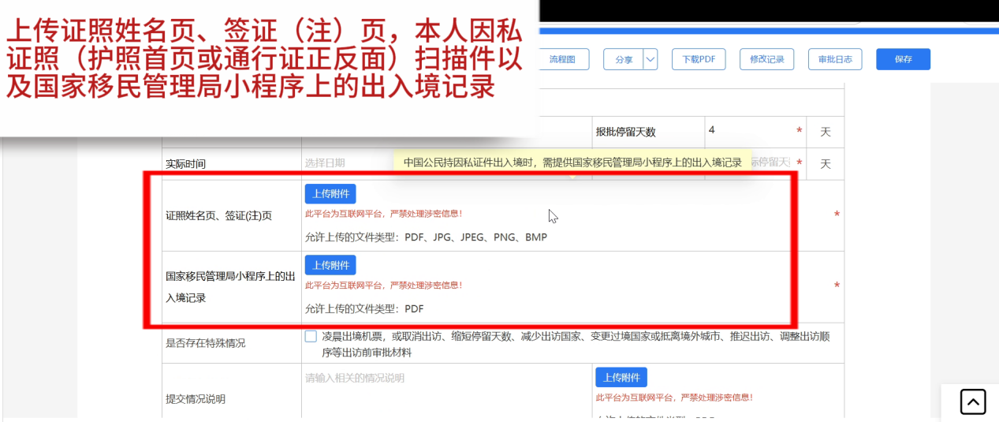 上传证照姓名页、签证（注）页，本人因私
证照（护照首页或通行证正反面）扫描件以
及国家移民管理局小程序上的出入境记录
流程图
分享
下载PDF
修改记录
审批日志
保存
报批停留天数
4
*
天
实际时间
选择日期
中国公民持因私证件出入境时，需提供国家移民管理局小程序上的出入境记录
际停留天
*
天
证照姓名页、签证(注)页
上传附件
此平台为互联网平台，严禁处理涉密信息！
允许上传的文件类型：PDF、JPG、JPEG、PNG、BMP
*
国家移民管理局小程序上的出
入境记录
上传附件
此平台为互联网平台，严禁处理涉密信息！
允许上传的文件类型：PDF
*
是否存在特殊情况
凌晨出境机票，或取消出访、缩短停留天数、减少出访国家、变更过境国家或抵离境外城市、推迟出访、调整出访顺
序等出访前审批材料
提交情况说明
请输入相关的情况说明
上传附件
此平台为互联网平台，严禁处理涉密信息！